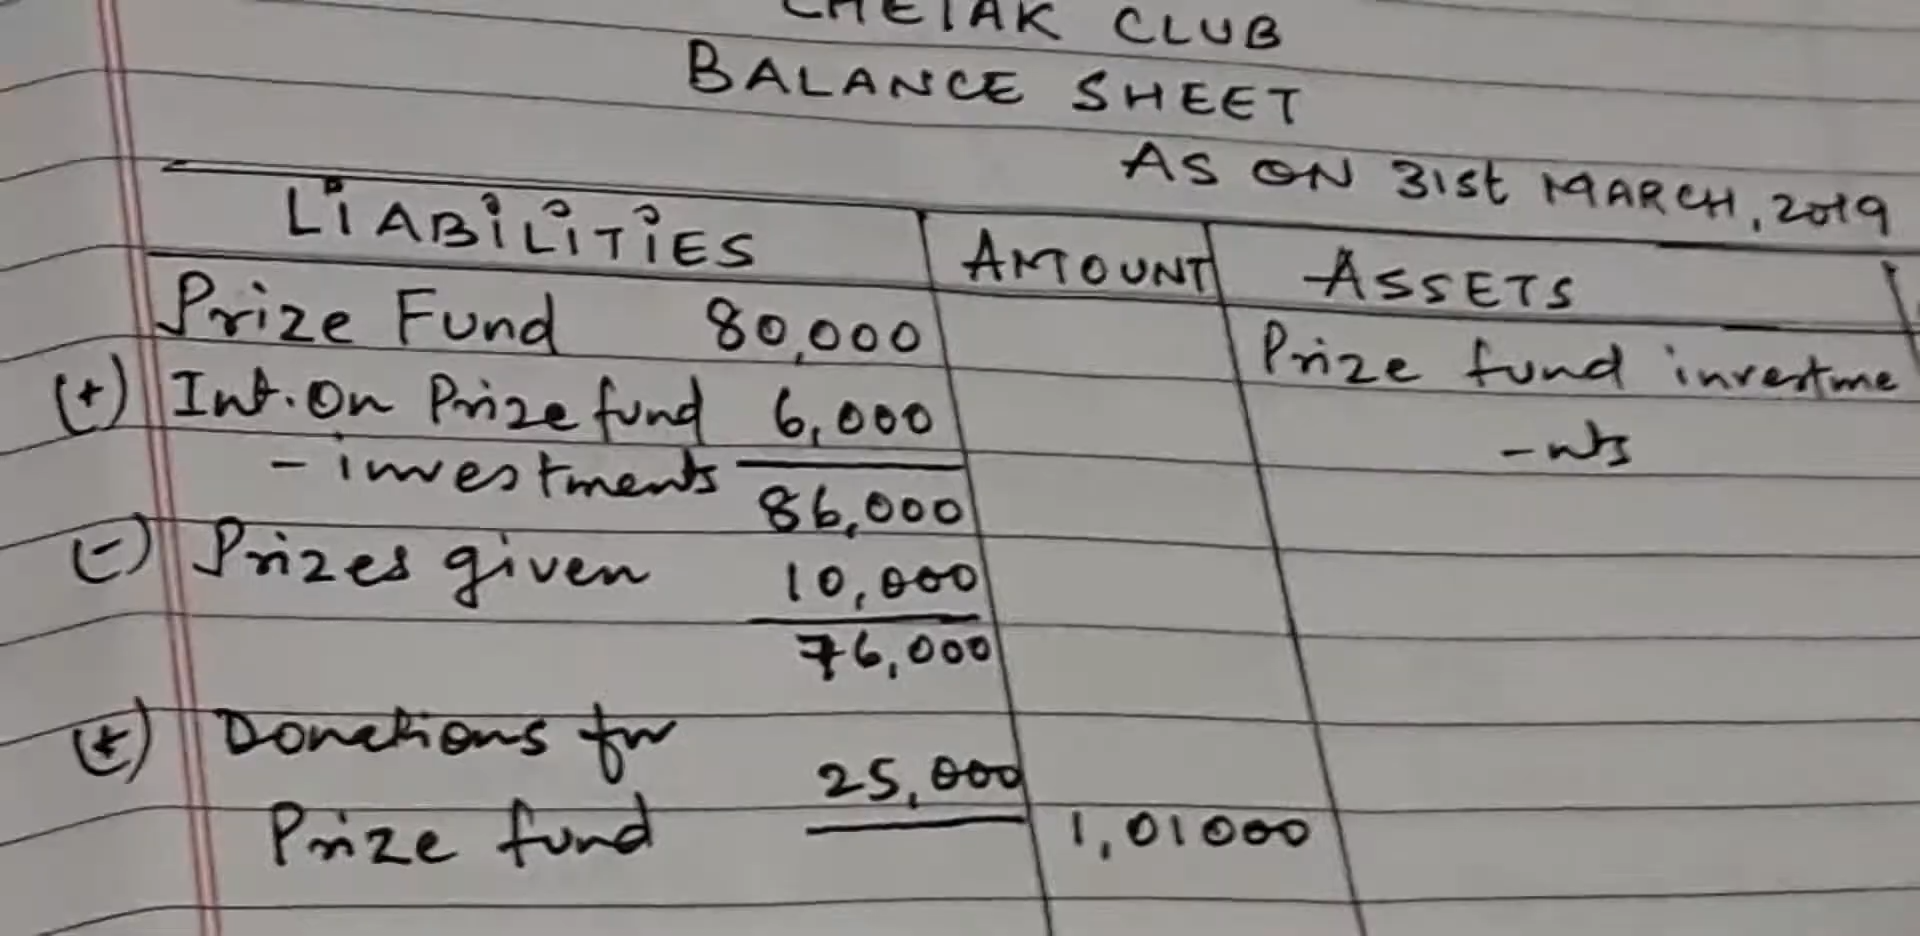 CHETAK CLUB
BALANCE SHEET
AS ON 31st MARCH, 2019
LIABILITIES AMOUNT ASSETS
Prize Fund 80,000 Prize fund investme
(+) Int. On Prize fund 6,000 -nts
- investments
86,000
(-) Prizes given 10,000
76,000
(+) Donations for
25,000
Prize fund 1,01000